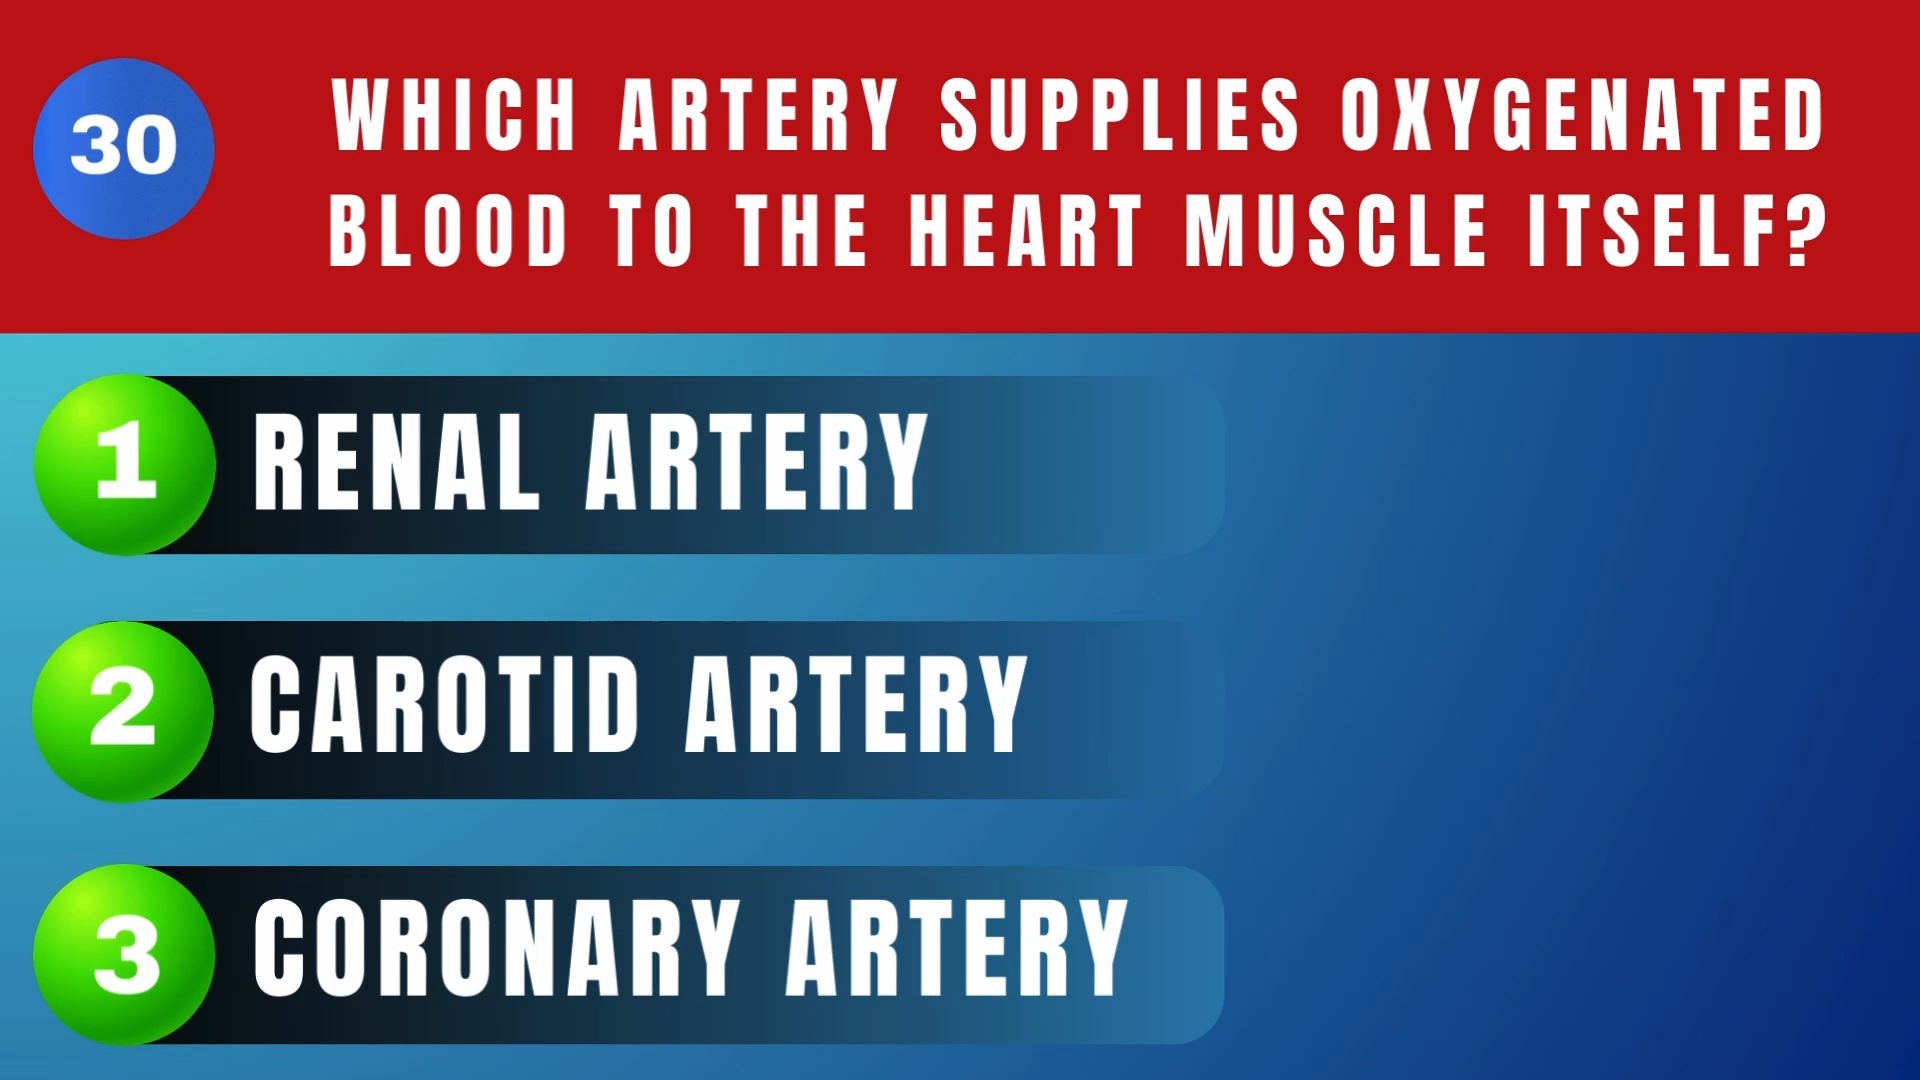 30
WHICH ARTERY SUPPLIES OXYGENATED
BLOOD TO THE HEART MUSCLE ITSELF?
1 RENAL ARTERY
2 CAROTID ARTERY
3 CORONARY ARTERY